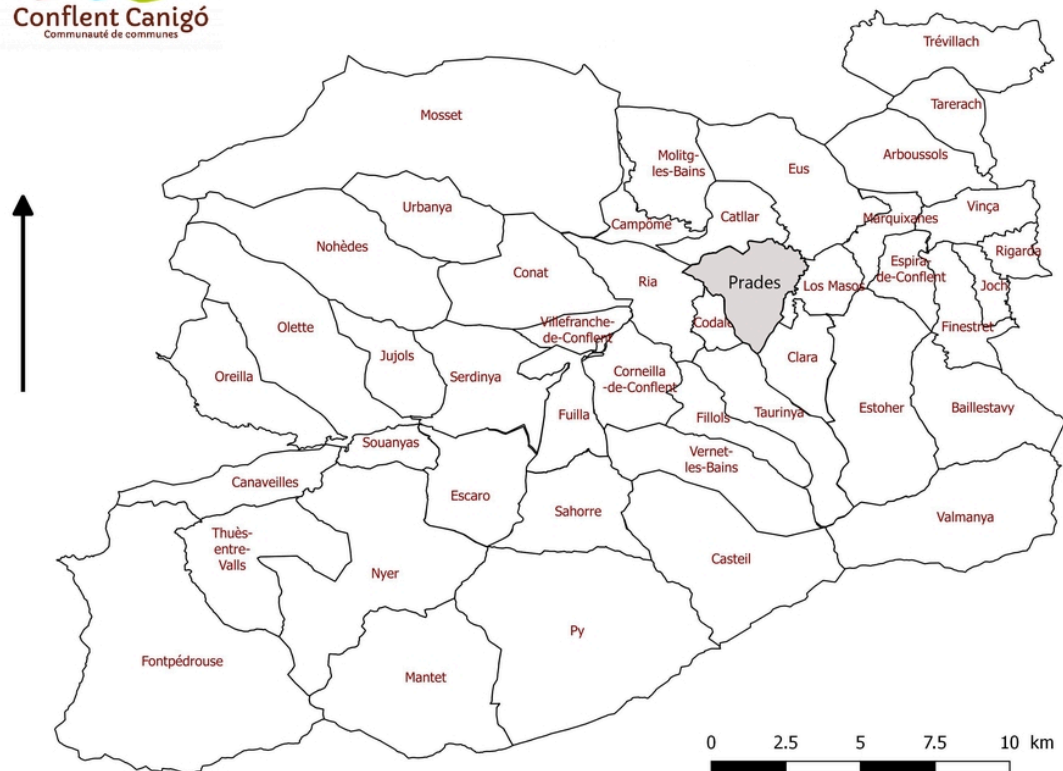 Conflent Canigó
Communauté de communes
Trévillach
Tarerach
Mosset
Arboussols
Molitg-
les-Bains
Eus
Urbanya
Vinça
Campôme
Catllar
Marquixanes
Nohèdes
Rigarda
Conat
Ria
Prades
Espira-
de-Conflent
Los Masos
Joch
Villefranche-
de-Conflent
Codalet
Finestret
Olette
Jujols
Clara
Oreilla
Serdinya
Corneilla
-de-Conflent
Fuilla
Fillols
Taurinya
Estoher
Baillestavy
Souanyas
Vernet-
les-Bains
Canaveilles
Escaro
Sahorre
Valmanya
Thuès-
entre-
Valls
Casteil
Nyer
Py
Fontpédrouse
Mantet
0 2.5 5 7.5 10 km